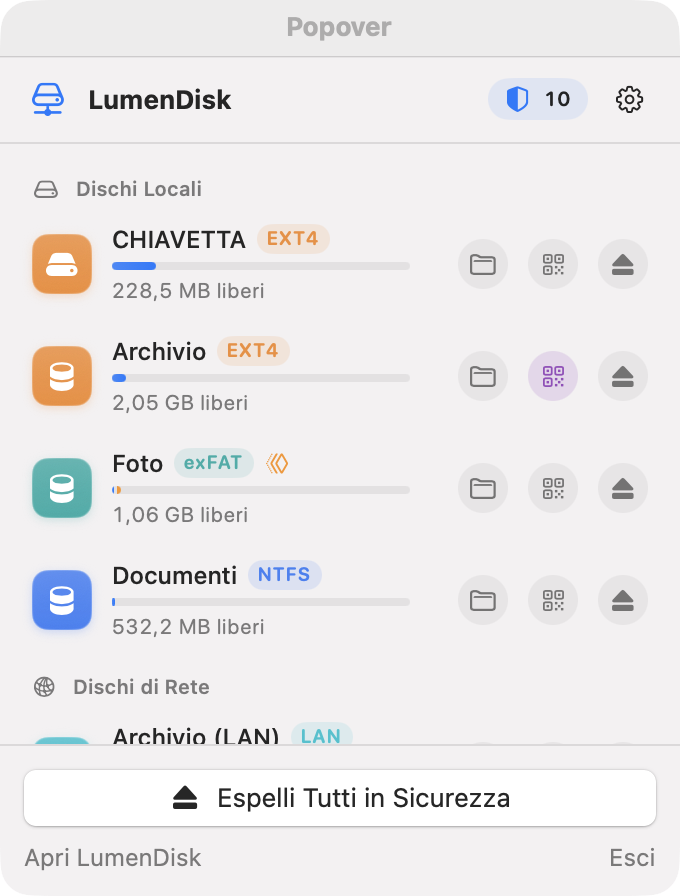 Popover
LumenDisk
10
Dischi Locali
CHIAVETTA EXT4
228,5 MB liberi
Archivio EXT4
2,05 GB liberi
Foto exFAT
1,06 GB liberi
Documenti NTFS
532,2 MB liberi
Dischi di Rete
Archivio (LAN) LAN
Espelli Tutti in Sicurezza
Apri LumenDisk
Esci